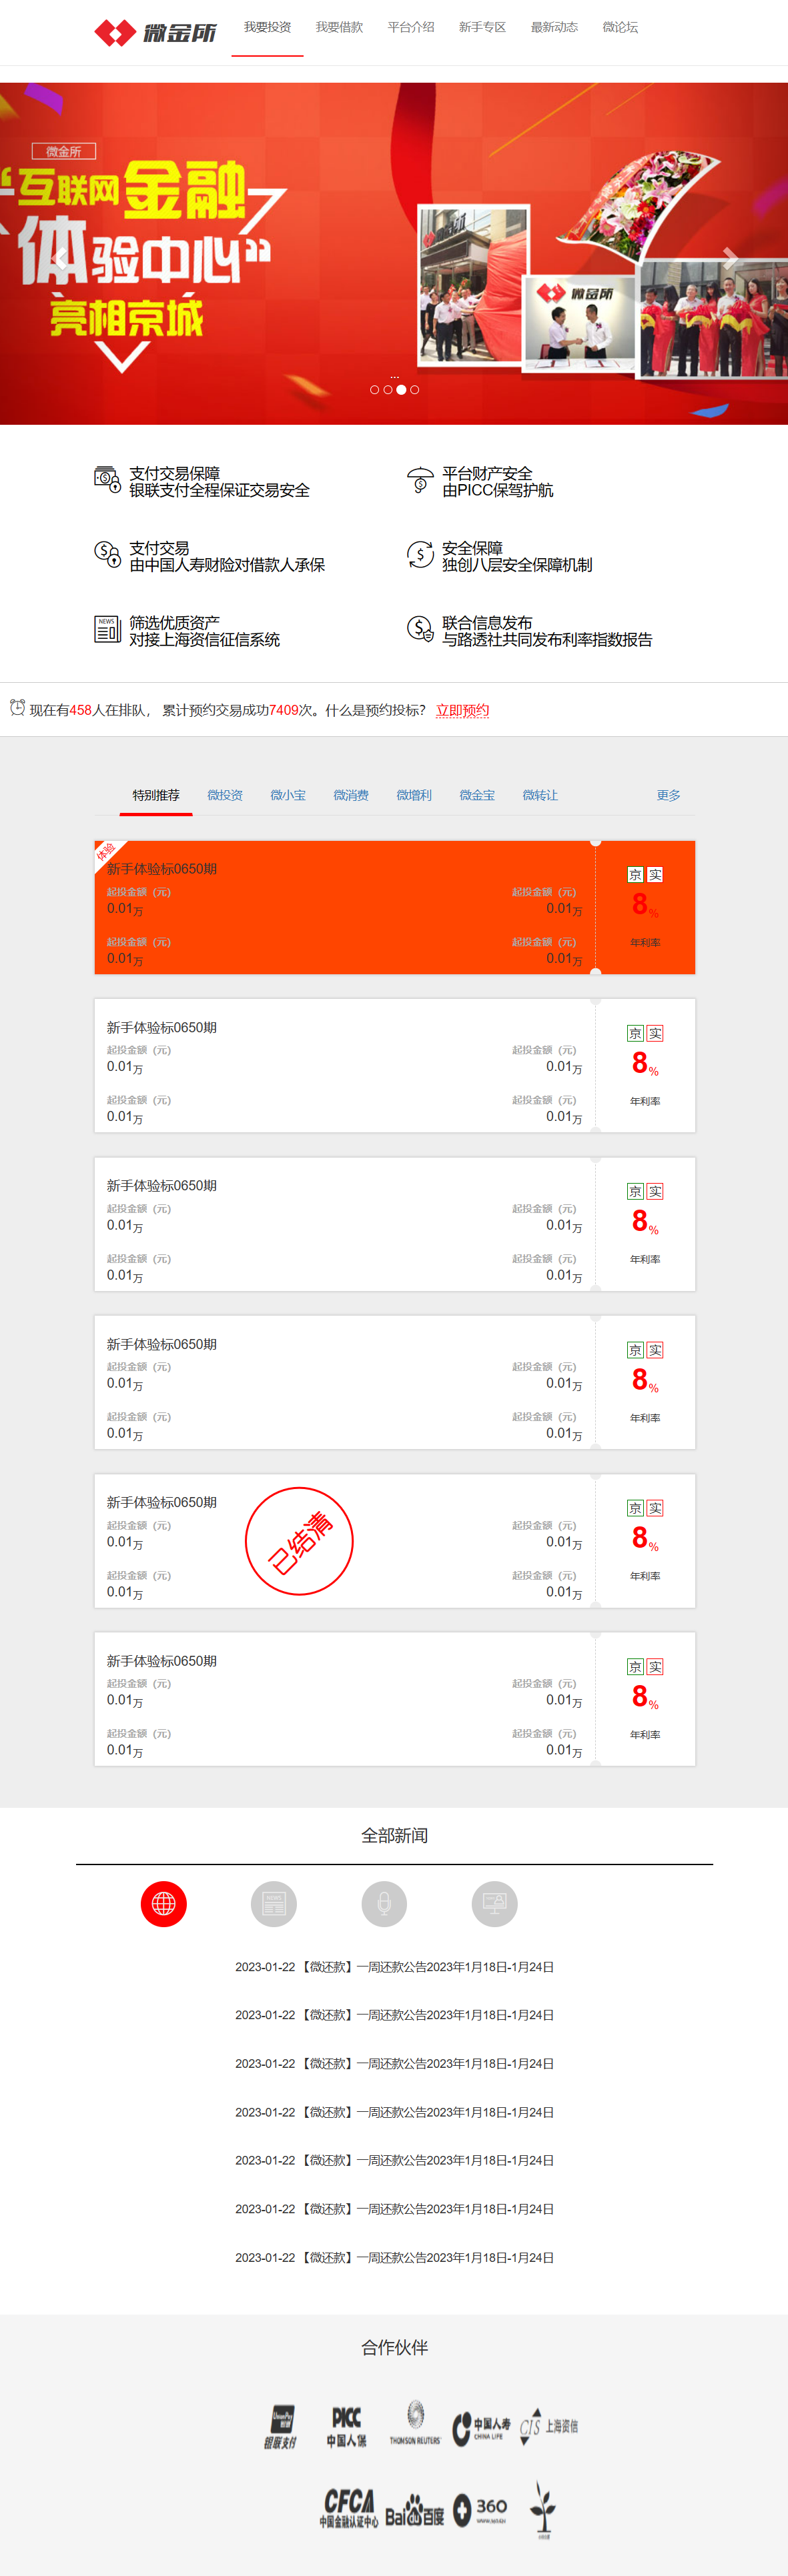 微金所
我要投资 我要借款 平台介绍 新手专区 最新动态 微论坛
微金所
“互联网金融
体验中心”
亮相京城
微金所
...
支付交易保障
银联支付全程保证交易安全
平台财产安全
由PICC保驾护航
支付交易
由中国人寿财险对借款人承保
安全保障
独创八层安全保障机制
NEWS
筛选优质资产
对接上海资信征信系统
联合信息发布
与路透社共同发布利率指数报告
现在有458人在排队， 累计预约交易成功7409次。什么是预约投标？ 立即预约
特别推荐 微投资 微小宝 微消费 微增利 微金宝 微转让 更多
体验
新手体验标0650期
起投金额（元） 起投金额（元）
0.01万 0.01万
起投金额（元） 起投金额（元）
0.01万 0.01万
京 实
8%
年利率
新手体验标0650期
起投金额（元） 起投金额（元）
0.01万 0.01万
起投金额（元） 起投金额（元）
0.01万 0.01万
京 实
8%
年利率
新手体验标0650期
起投金额（元） 起投金额（元）
0.01万 0.01万
起投金额（元） 起投金额（元）
0.01万 0.01万
京 实
8%
年利率
新手体验标0650期
起投金额（元） 起投金额（元）
0.01万 0.01万
起投金额（元） 起投金额（元）
0.01万 0.01万
京 实
8%
年利率
新手体验标0650期
起投金额（元） 起投金额（元）
0.01万 0.01万
起投金额（元） 起投金额（元）
0.01万 0.01万
已结清
京 实
8%
年利率
新手体验标0650期
起投金额（元） 起投金额（元）
0.01万 0.01万
起投金额（元） 起投金额（元）
0.01万 0.01万
京 实
8%
年利率
全部新闻
2023-01-22 【微还款】一周还款公告2023年1月18日-1月24日
2023-01-22 【微还款】一周还款公告2023年1月18日-1月24日
2023-01-22 【微还款】一周还款公告2023年1月18日-1月24日
2023-01-22 【微还款】一周还款公告2023年1月18日-1月24日
2023-01-22 【微还款】一周还款公告2023年1月18日-1月24日
2023-01-22 【微还款】一周还款公告2023年1月18日-1月24日
2023-01-22 【微还款】一周还款公告2023年1月18日-1月24日
合作伙伴
UnionPay
银联
银联支付
PICC
中国人保
THOMSON REUTERS
中国人寿
CHINA LIFE
CIS 上海资信
CFCA
中国金融认证中心
Bai du 百度
360